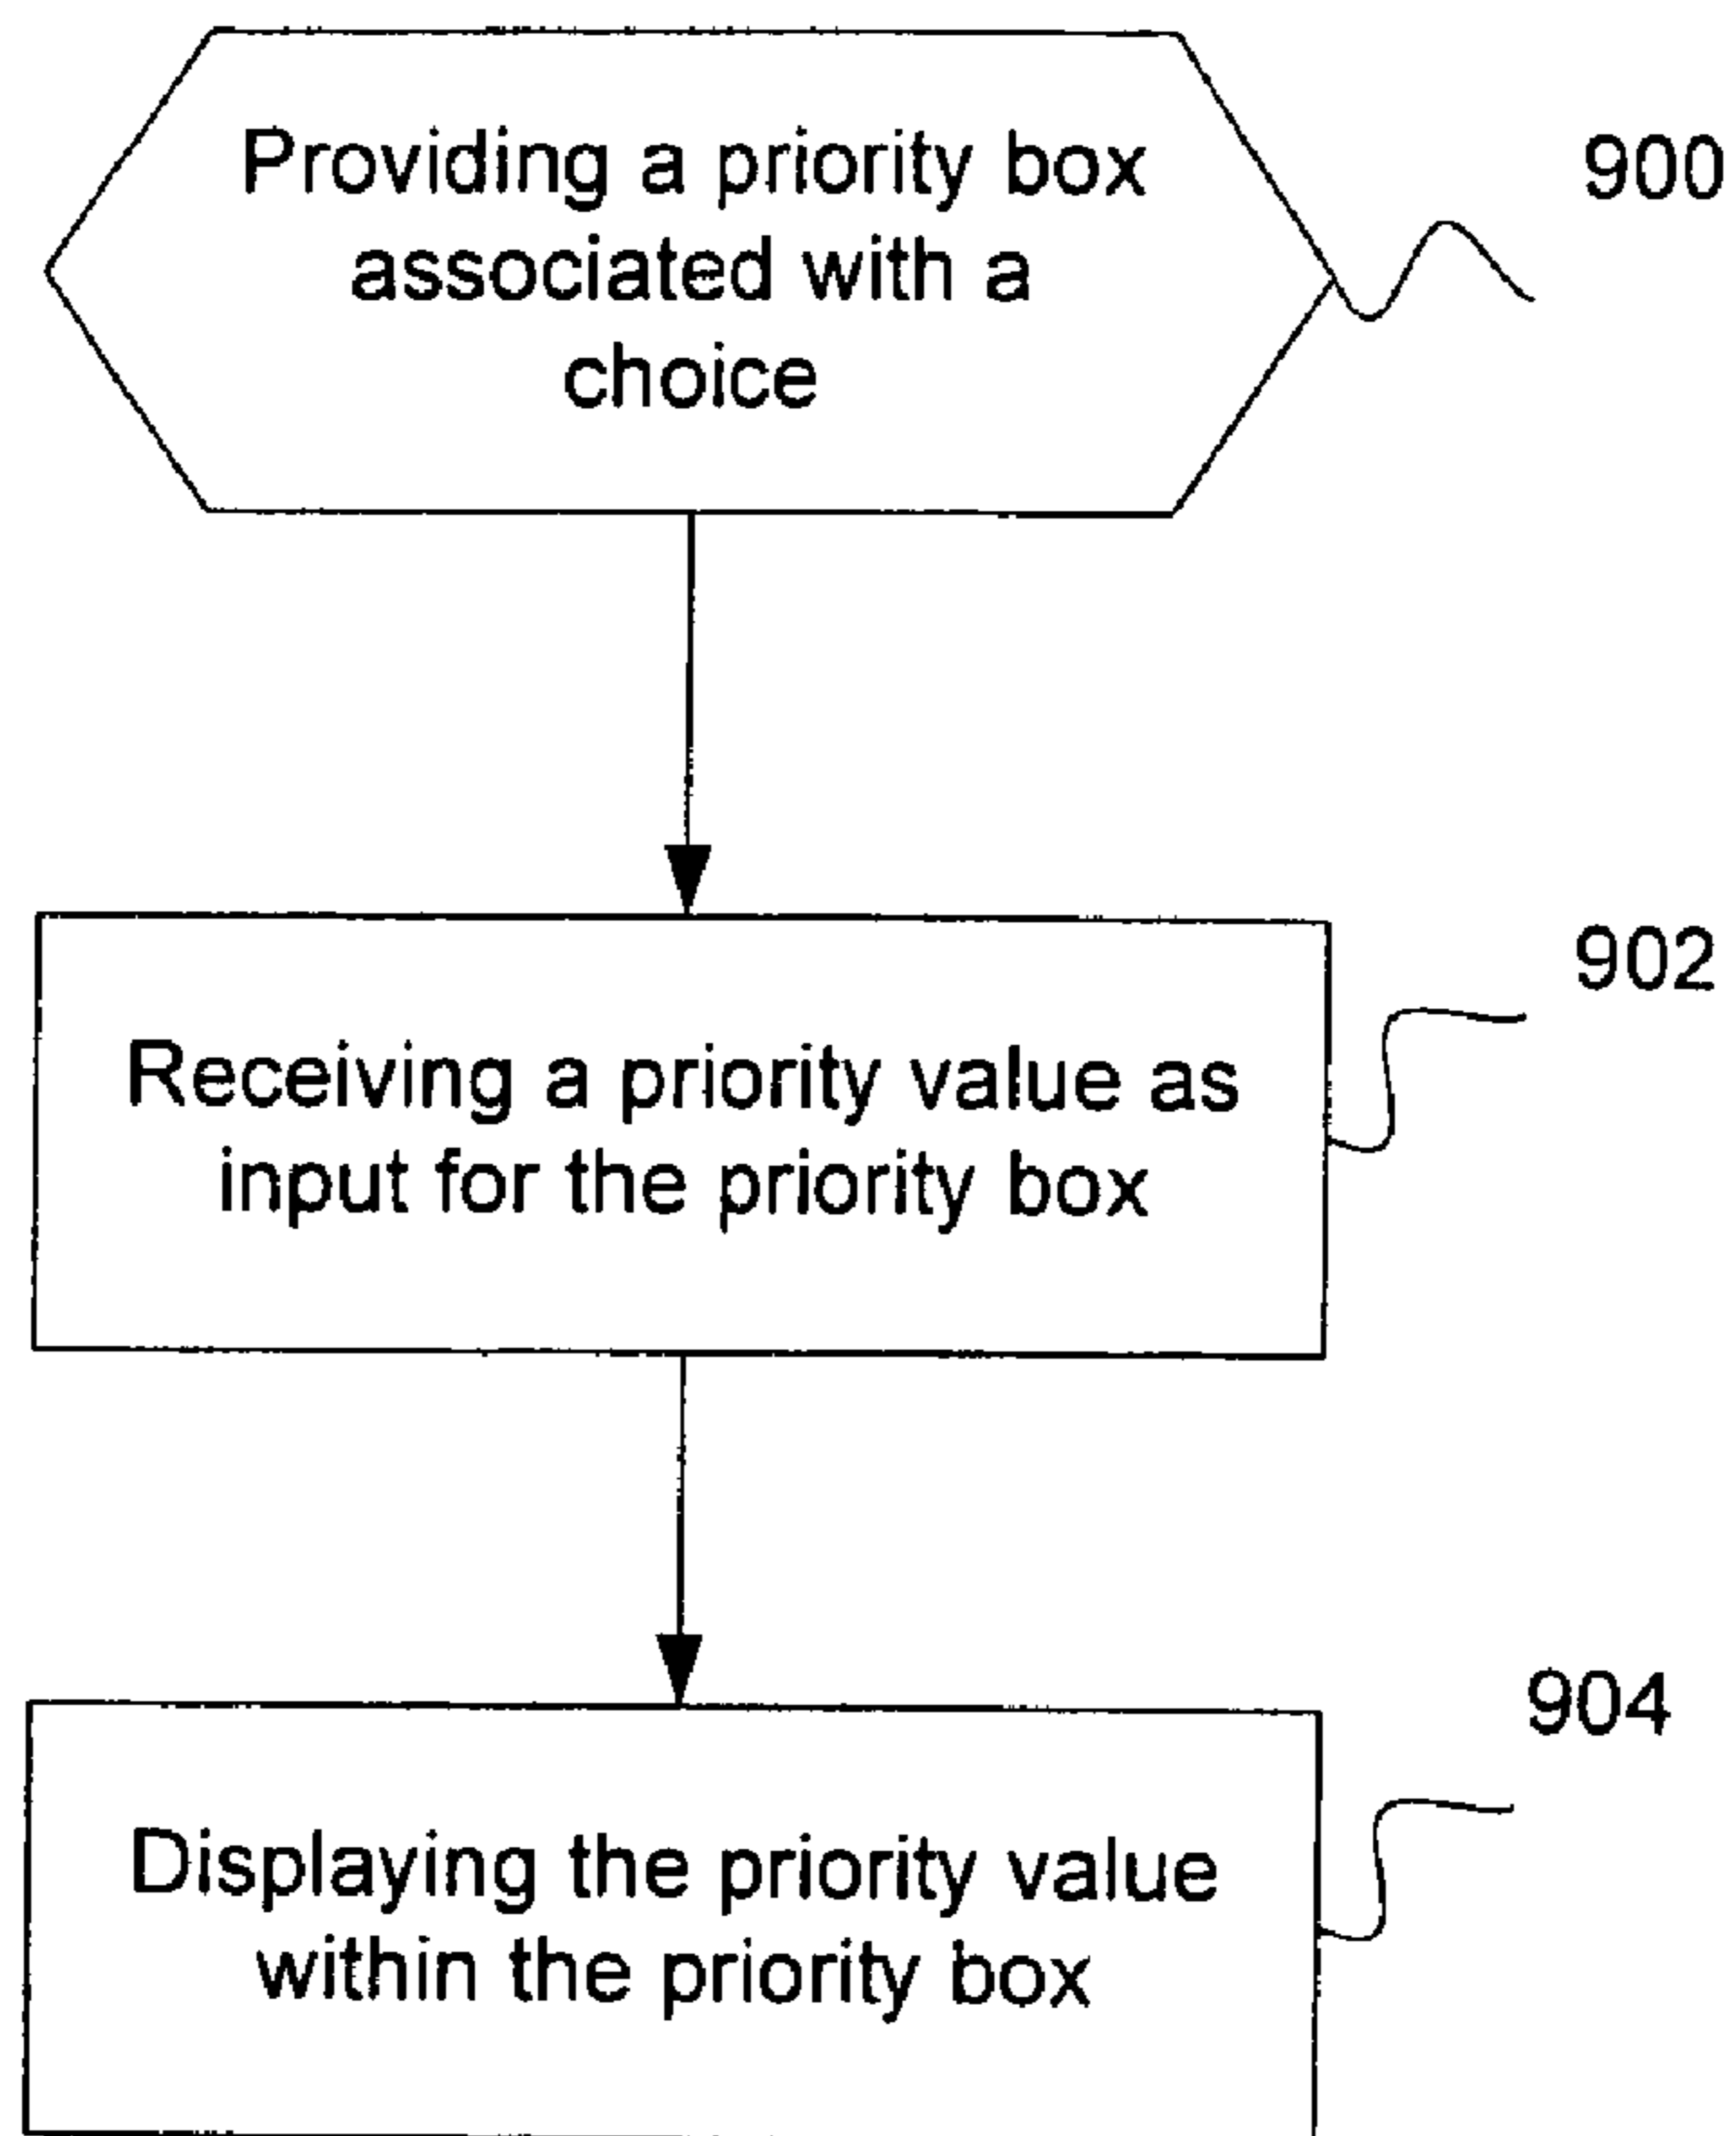 Providing a priority box
associated with a
choice
900
902
Receiving a priority value as
input for the priority box
904
Displaying the priority value
within the priority box